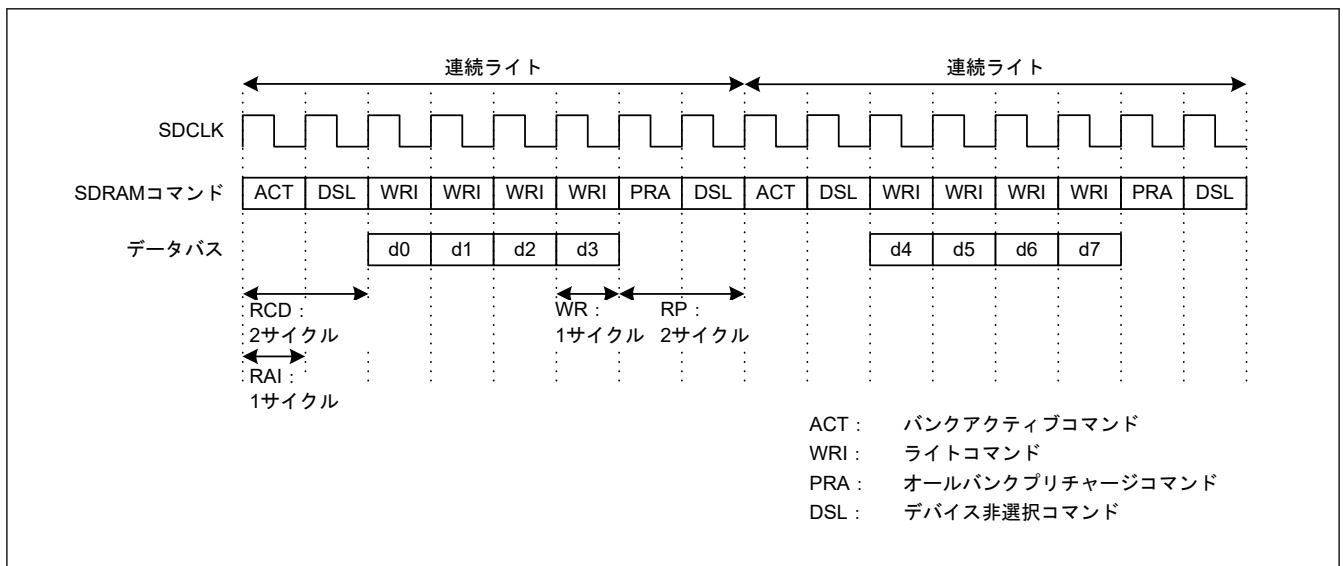 連続ライト 連続ライト
SDCLK
SDRAMコマンド ACT DSL WRI WRI WRI WRI PRA DSL ACT DSL WRI WRI WRI WRI PRA DSL
データバス d0 d1 d2 d3 d4 d5 d6 d7
RCD： WR： RP：
2サイクル 1サイクル 2サイクル
RAI：
1サイクル
ACT： バンクアクティブコマンド
WRI： ライトコマンド
PRA： オールバンクプリチャージコマンド
DSL： デバイス非選択コマンド